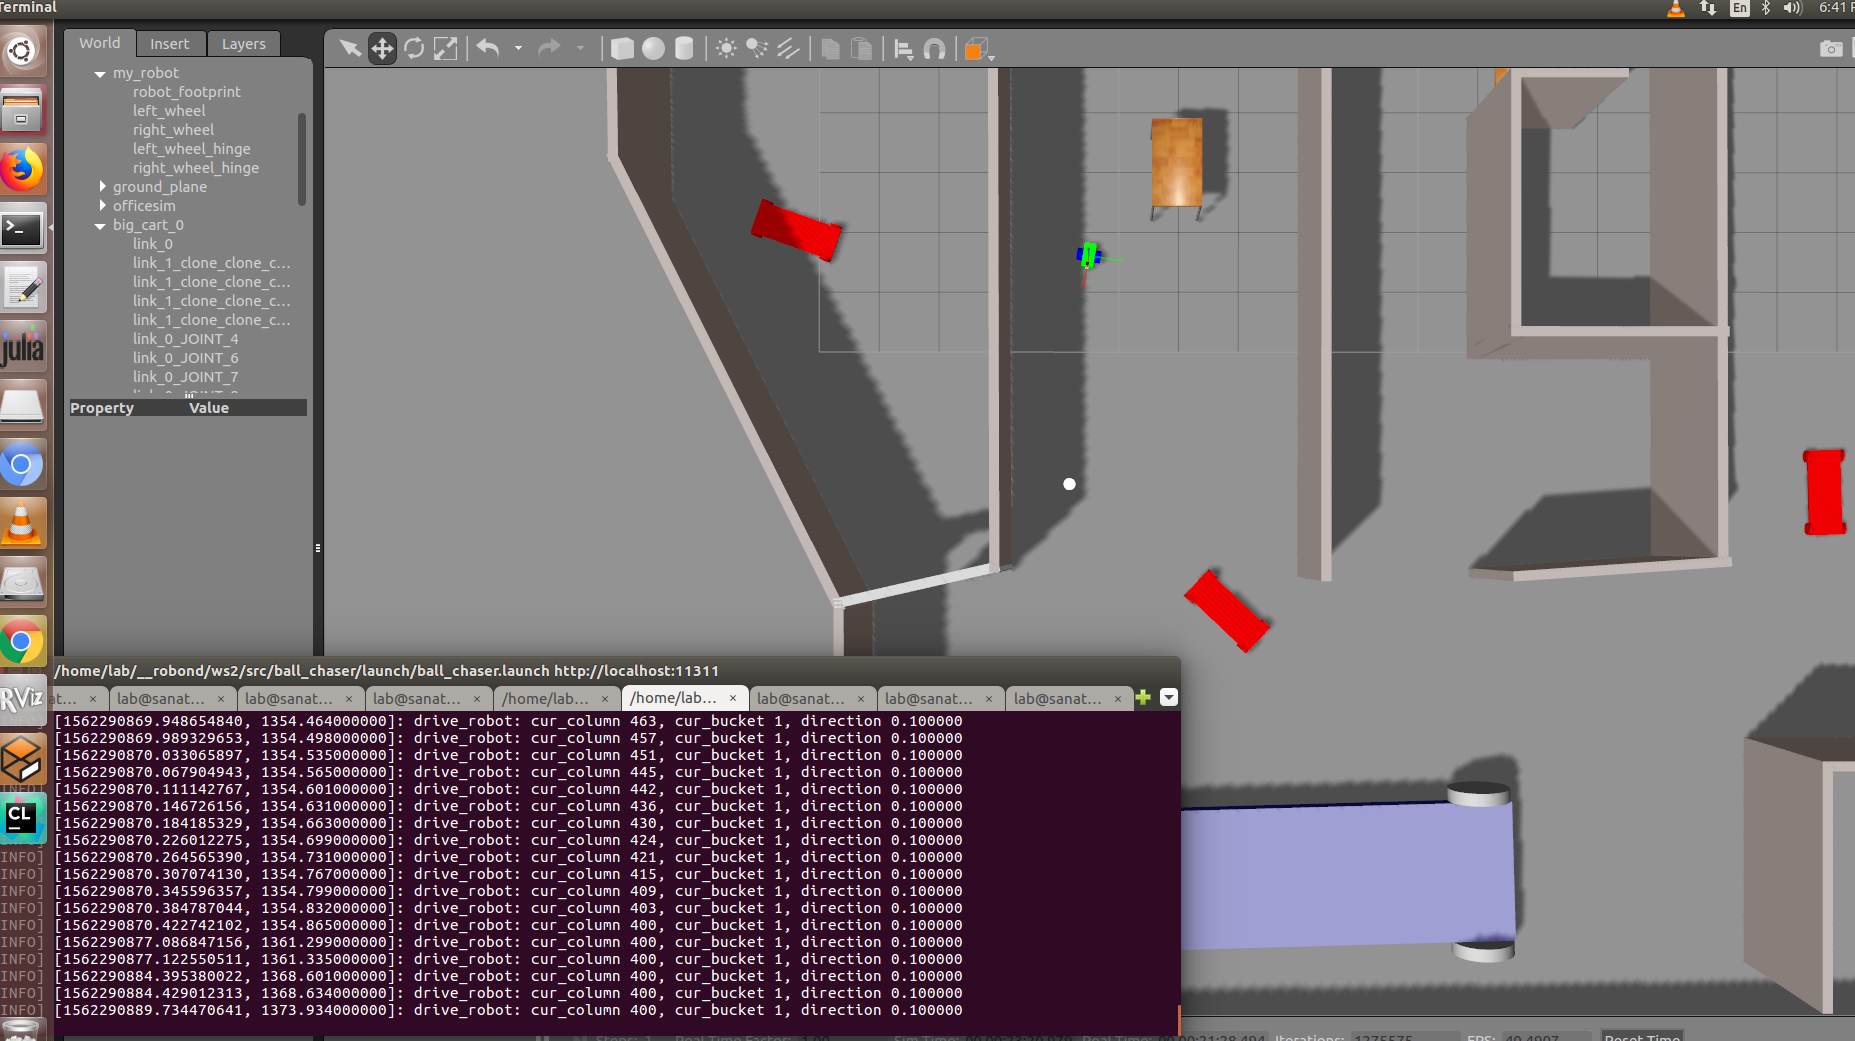 Terminal
En
6:41 P
World
Insert
Layers
my_robot
robot_footprint
left_wheel
right_wheel
left_wheel_hinge
right_wheel_hinge
ground_plane
officesim
big_cart_0
link_0
link_1_clone_clone_c...
link_1_clone_clone_c...
link_1_clone_clone_c...
link_1_clone_clone_c...
link_0_JOINT_4
link_0_JOINT_6
link_0_JOINT_7
Property Value
julia
RViz
CL
/home/lab/__robond/ws2/src/ball_chaser/launch/ball_chaser.launch http://localhost:11311
at... × lab@sanat... × lab@sanat... × lab@sanat... × /home/lab... × /home/lab... × lab@sanat... × lab@sanat... × lab@sanat... ×
[1562290869.948654840, 1354.464000000]: drive_robot: cur_column 463, cur_bucket 1, direction 0.100000
[1562290869.989329653, 1354.498000000]: drive_robot: cur_column 457, cur_bucket 1, direction 0.100000
[1562290870.033065897, 1354.535000000]: drive_robot: cur_column 451, cur_bucket 1, direction 0.100000
[1562290870.067904943, 1354.565000000]: drive_robot: cur_column 445, cur_bucket 1, direction 0.100000
[1562290870.111142767, 1354.601000000]: drive_robot: cur_column 442, cur_bucket 1, direction 0.100000
[1562290870.146726156, 1354.631000000]: drive_robot: cur_column 436, cur_bucket 1, direction 0.100000
[1562290870.184185329, 1354.663000000]: drive_robot: cur_column 430, cur_bucket 1, direction 0.100000
[1562290870.226012275, 1354.699000000]: drive_robot: cur_column 424, cur_bucket 1, direction 0.100000
INFO] [1562290870.264565390, 1354.731000000]: drive_robot: cur_column 421, cur_bucket 1, direction 0.100000
INFO] [1562290870.307074130, 1354.767000000]: drive_robot: cur_column 415, cur_bucket 1, direction 0.100000
INFO] [1562290870.345596357, 1354.799000000]: drive_robot: cur_column 409, cur_bucket 1, direction 0.100000
INFO] [1562290870.384787044, 1354.832000000]: drive_robot: cur_column 403, cur_bucket 1, direction 0.100000
INFO] [1562290870.422742102, 1354.865000000]: drive_robot: cur_column 400, cur_bucket 1, direction 0.100000
INFO] [1562290877.086847156, 1361.299000000]: drive_robot: cur_column 400, cur_bucket 1, direction 0.100000
INFO] [1562290877.122550511, 1361.335000000]: drive_robot: cur_column 400, cur_bucket 1, direction 0.100000
INFO] [1562290884.395380022, 1368.601000000]: drive_robot: cur_column 400, cur_bucket 1, direction 0.100000
INFO] [1562290884.429012313, 1368.634000000]: drive_robot: cur_column 400, cur_bucket 1, direction 0.100000
INFO] [1562290889.734470641, 1373.934000000]: drive_robot: cur_column 400, cur_bucket 1, direction 0.100000
Reset Time